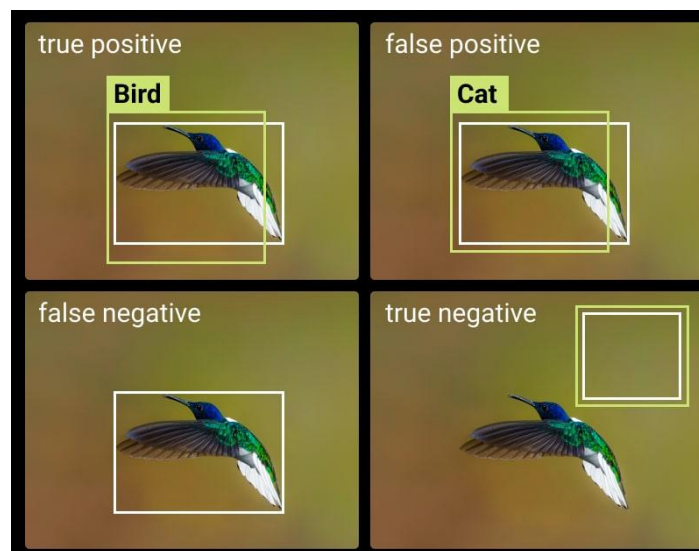 true positive
Bird
false positive
Cat
false negative
true negative